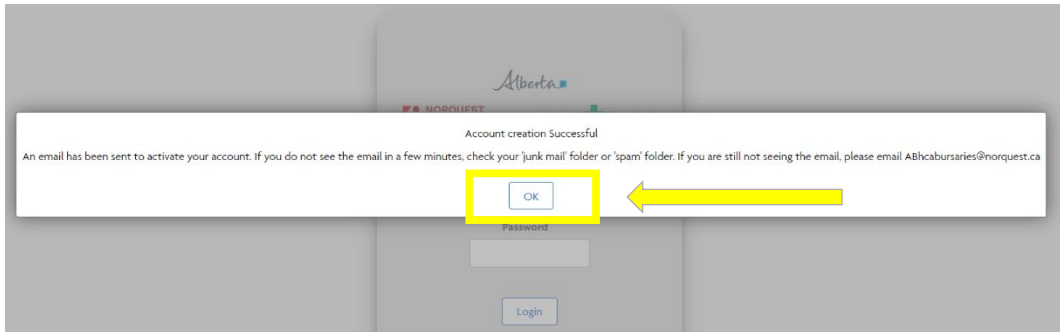 Alberta
NORQUEST
Account creation Successful
An email has been sent to activate your account. If you do not see the email in a few minutes, check your 'junk mail' folder or 'spam' folder. If you are still not seeing the email, please email ABhcabursaries@norquest.ca
OK
Password
Login